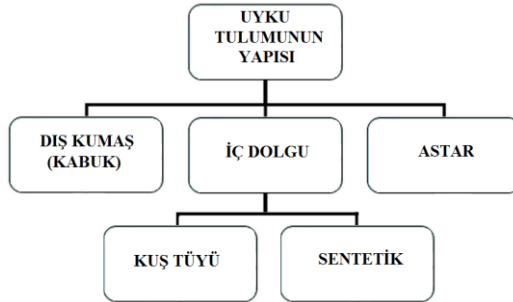 UYKU
TULUMUNUN
YAPISI
DIŞ KUMAŞ
(KABUK)
İÇ DOLGU
ASTAR
KUŞ TÜYÜ
SENTETİK